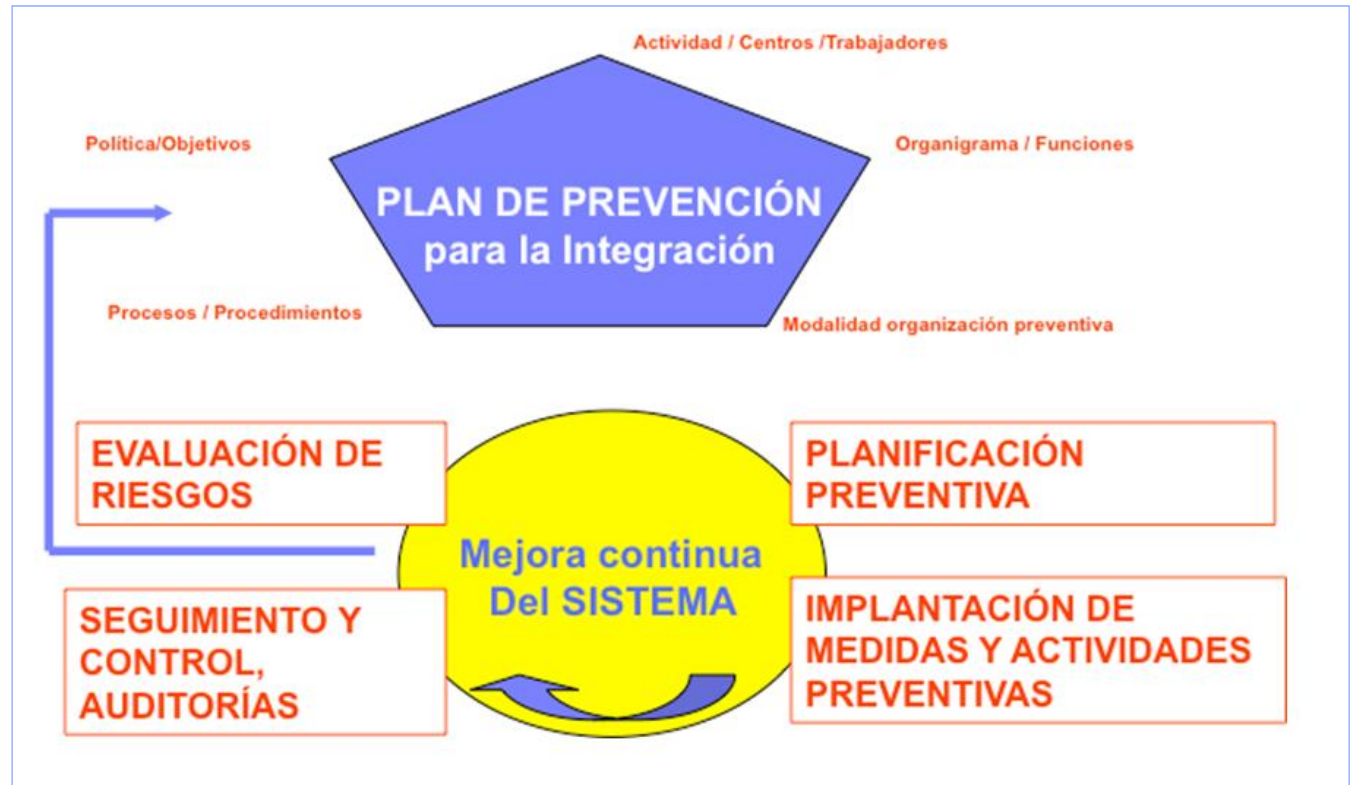 Actividad / Centros /Trabajadores
Política/Objetivos
Organigrama / Funciones
PLAN DE PREVENCIÓN
para la Integración
Procesos / Procedimientos
Modalidad organización preventiva
EVALUACIÓN DE
RIESGOS
PLANIFICACIÓN
PREVENTIVA
Mejora continua
Del SISTEMA
SEGUIMIENTO Y
CONTROL,
AUDITORÍAS
IMPLANTACIÓN DE
MEDIDAS Y ACTIVIDADES
PREVENTIVAS